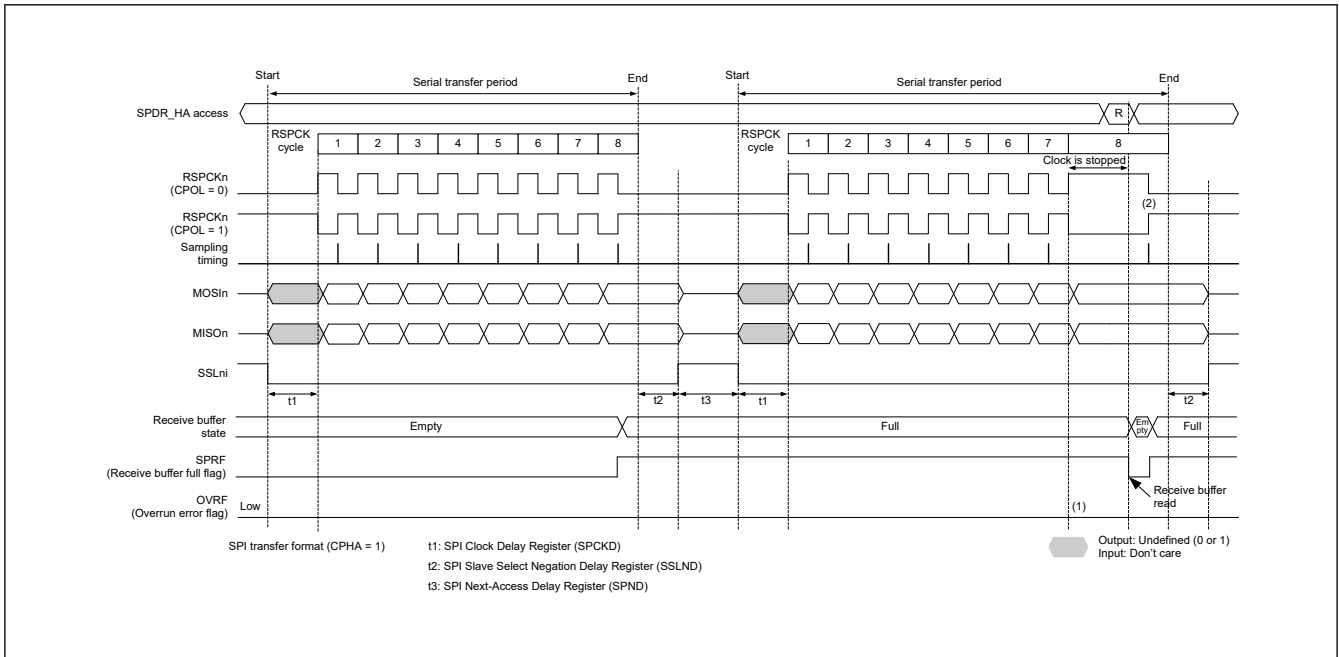 Start
Serial transfer period
End
Start
Serial transfer period
End
SPDR_HA access
R
RSPCK
cycle
1 2 3 4 5 6 7 8
RSPCK
cycle
1 2 3 4 5 6 7 8
Clock is stopped
RSPCKn
(CPOL = 0)
(2)
RSPCKn
(CPOL = 1)
Sampling
timing
MOSIn
MISOn
SSLni
t1
t2
t3
t1
t2
Receive buffer
state
Empty
Full
Em
pty
Full
SPRF
(Receive buffer full flag)
Receive buffer
read
OVRF
(Overrun error flag)
Low
(1)
SPI transfer format (CPHA = 1)
t1: SPI Clock Delay Register (SPCKD)
t2: SPI Slave Select Negation Delay Register (SSLND)
t3: SPI Next-Access Delay Register (SPND)
Output: Undefined (0 or 1)
Input: Don't care